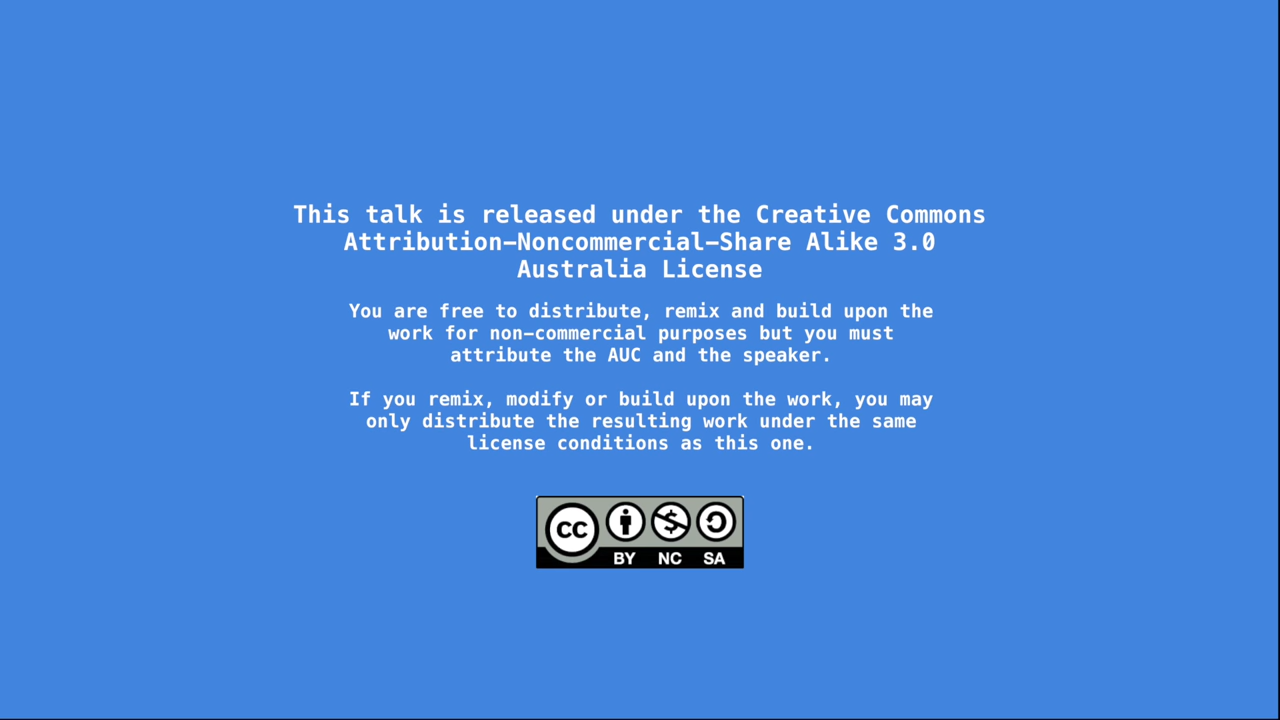 This talk is released under the Creative Commons
Attribution–Noncommercial–Share Alike 3.0
Australia License
You are free to distribute, remix and build upon the
work for non–commercial purposes but you must
attribute the AUC and the speaker.
If you remix, modify or build upon the work, you may
only distribute the resulting work under the same
license conditions as this one.
CC
BY NC SA